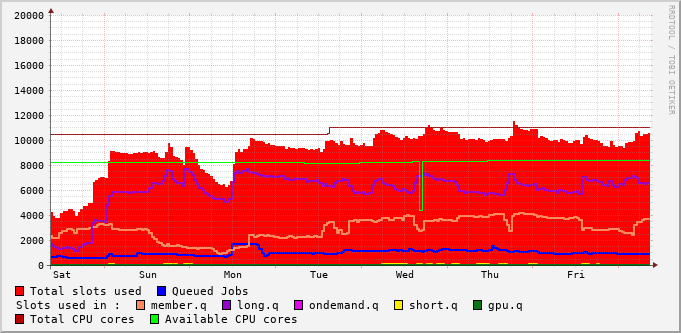 20000
18000
16000
14000
12000
10000
8000
6000
4000
2000
0
Sat Sun Mon Tue Wed Thu Fri
RRDTOOL / TOBI OETIKER
Total slots used Queued Jobs
Slots used in : member.q long.q ondemand.q short.q gpu.q
Total CPU cores Available CPU cores